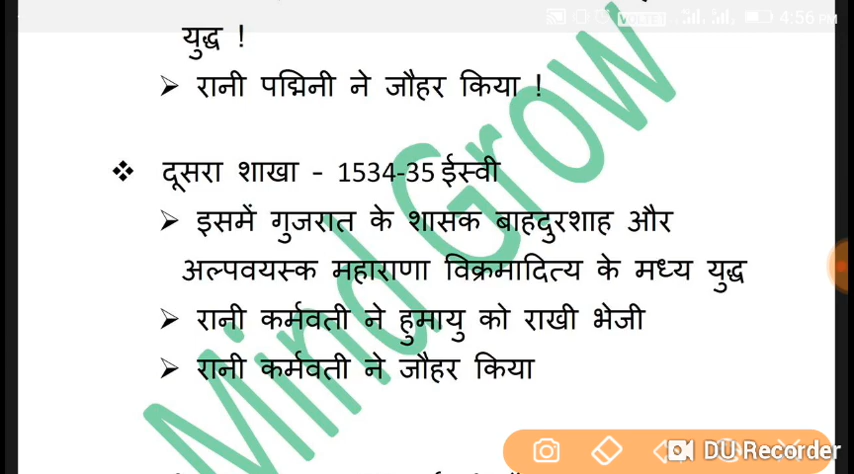 VOLTE 4:56 PM
युद्ध !
➢ रानी पद्मिनी ने जौहर किया !
❖ दूसरा शाखा - 1534-35 ईस्वी
➢ इसमें गुजरात के शासक बाहदुरशाह और
अल्पवयस्क महाराणा विक्रमादित्य के मध्य युद्ध
➢ रानी कर्मवती ने हुमायु को राखी भेजी
➢ रानी कर्मवती ने जौहर किया
Mind Grow
DU Recorder